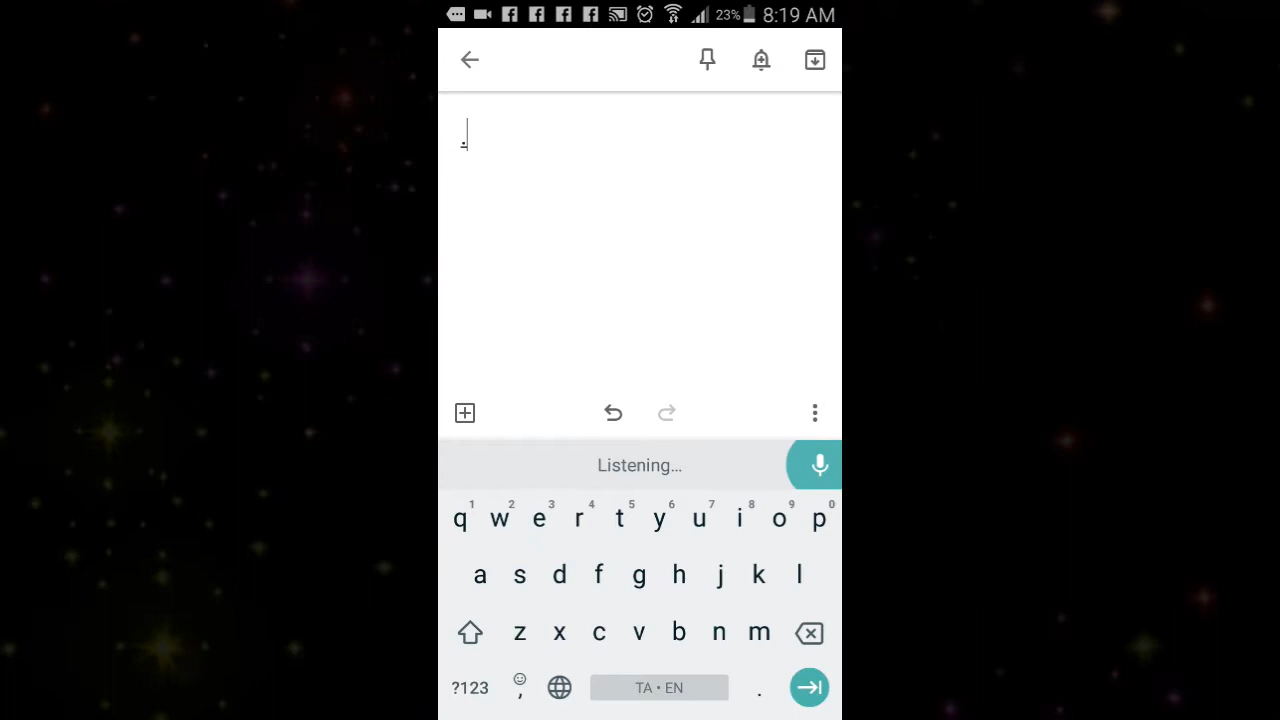 23% 8:19 AM
.
Listening...
1 2 3 4 5 6 7 8 9 0
q w e r t y u i o p
a s d f g h j k l
z x c v b n m
?123 , TA • EN .